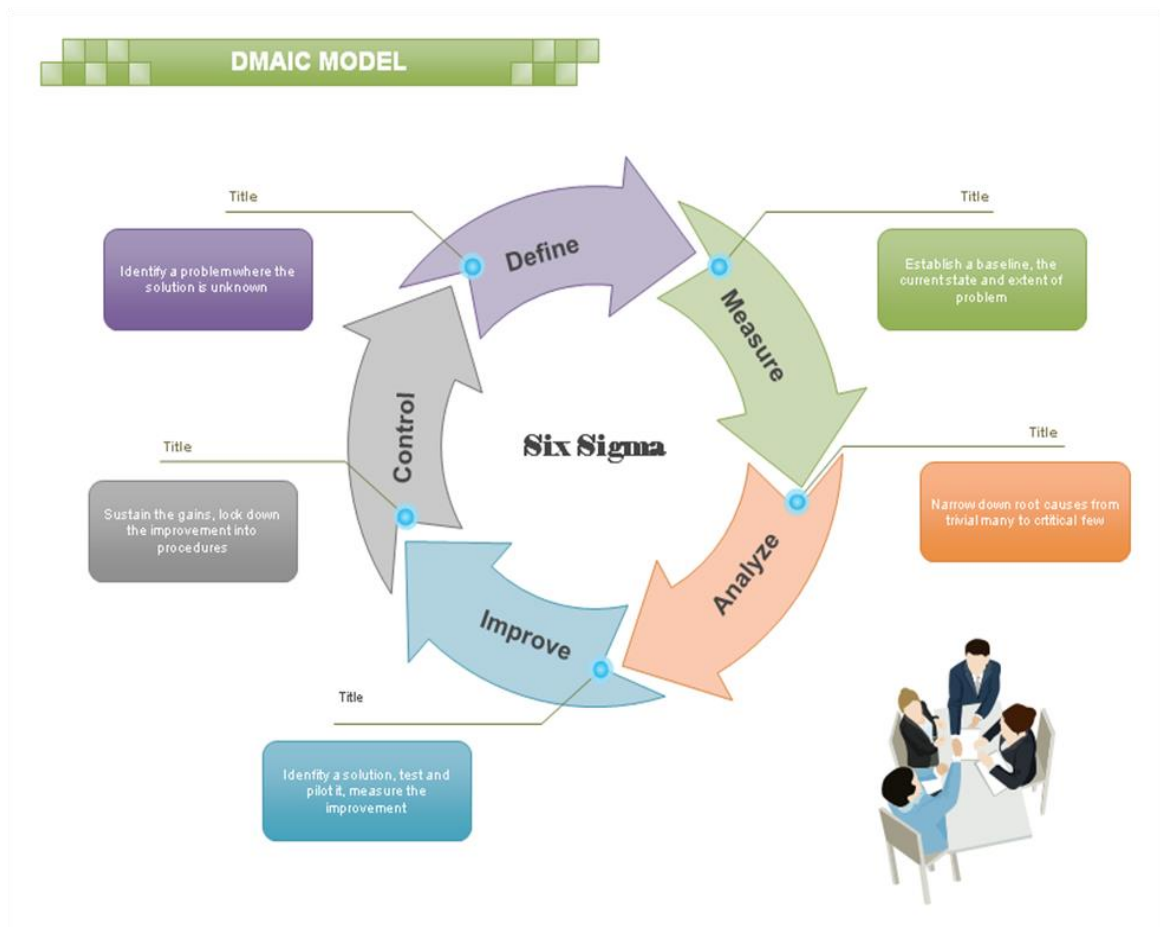 DMAIC MODEL
Title
Identify a problem where the
solution is unknown
Define
Title
Establish a baseline, the
current state and extent of
problem
Measure
Title
Narrow down root causes from
trivial many to crtitical few
Analyze
Six Sigma
Title
Sustain the gains, lock down
the improvement into
procedures
Control
Improve
Title
Idenfity a solution, test and
pilot it, measure the
improvement